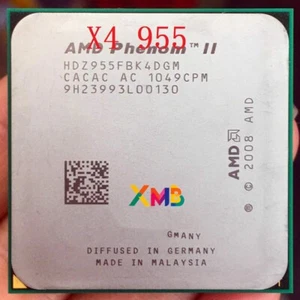 X4 955
AMD Phenom™ II
HDZ955FBK4DGM
CACAC AC 1049CPM
9H23993L00130
© 2008 AMD
XMB
GMANY
DIFFUSED IN GERMANY
MADE IN MALAYSIA